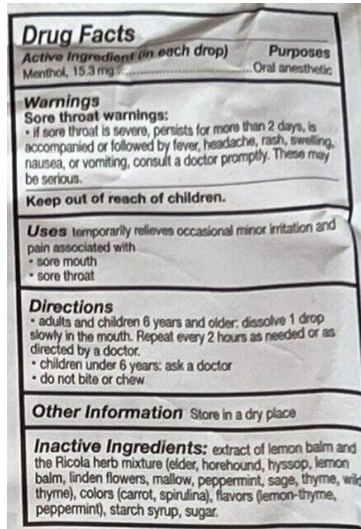 Drug Facts
Active Ingredient (in each drop) Purposes
Menthol, 15.3 mg ........................ Oral anesthetic
Warnings
Sore throat warnings:
• if sore throat is severe, persists for more than 2 days, is
accompanied or followed by fever, headache, rash, swelling,
nausea, or vomiting, consult a doctor promptly. These may
be serious.
Keep out of reach of children.
Uses temporarily relieves occasional minor irritation and
pain associated with
• sore mouth
• sore throat
Directions
• adults and children 6 years and older: dissolve 1 drop
slowly in the mouth. Repeat every 2 hours as needed or as
directed by a doctor.
• children under 6 years: ask a doctor
• do not bite or chew
Other Information Store in a dry place
Inactive Ingredients: extract of lemon balm and
the Ricola herb mixture (elder, horehound, hyssop, lemon
balm, linden flowers, mallow, peppermint, sage, thyme, wild
thyme), colors (carrot, spirulina), flavors (lemon-thyme,
peppermint), starch syrup, sugar.